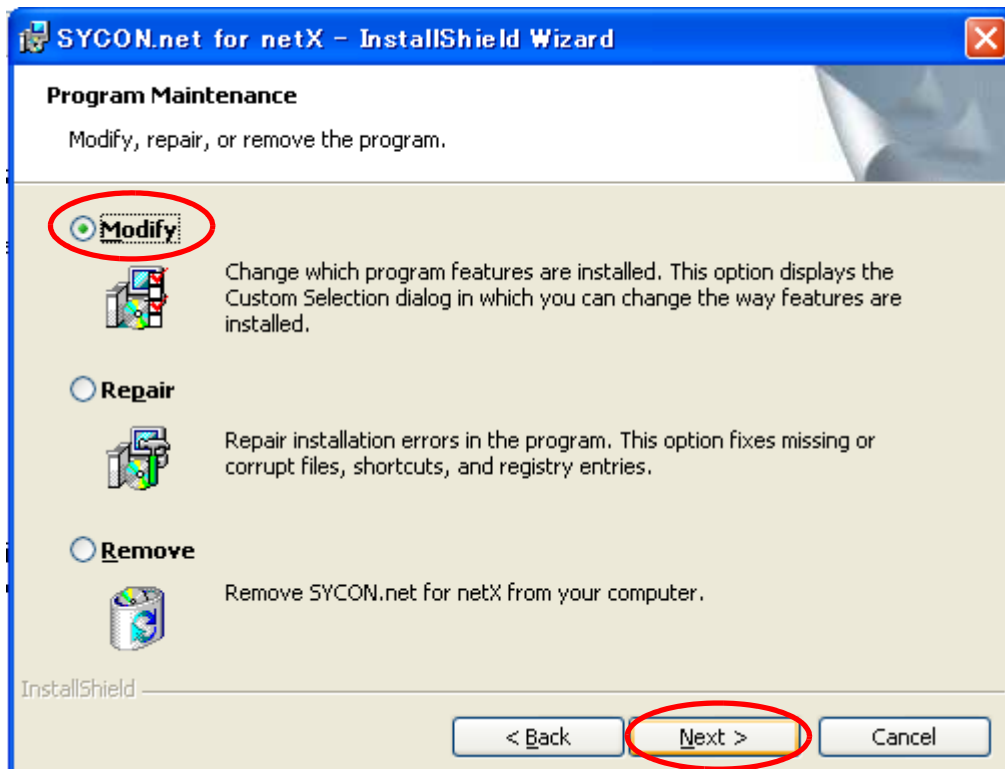 SYCON.net for netX - InstallShield Wizard
Program Maintenance
Modify, repair, or remove the program.
Modify
Change which program features are installed. This option displays the
Custom Selection dialog in which you can change the way features are
installed.
Repair
Repair installation errors in the program. This option fixes missing or
corrupt files, shortcuts, and registry entries.
Remove
Remove SYCON.net for netX from your computer.
InstallShield
< Back
Next >
Cancel